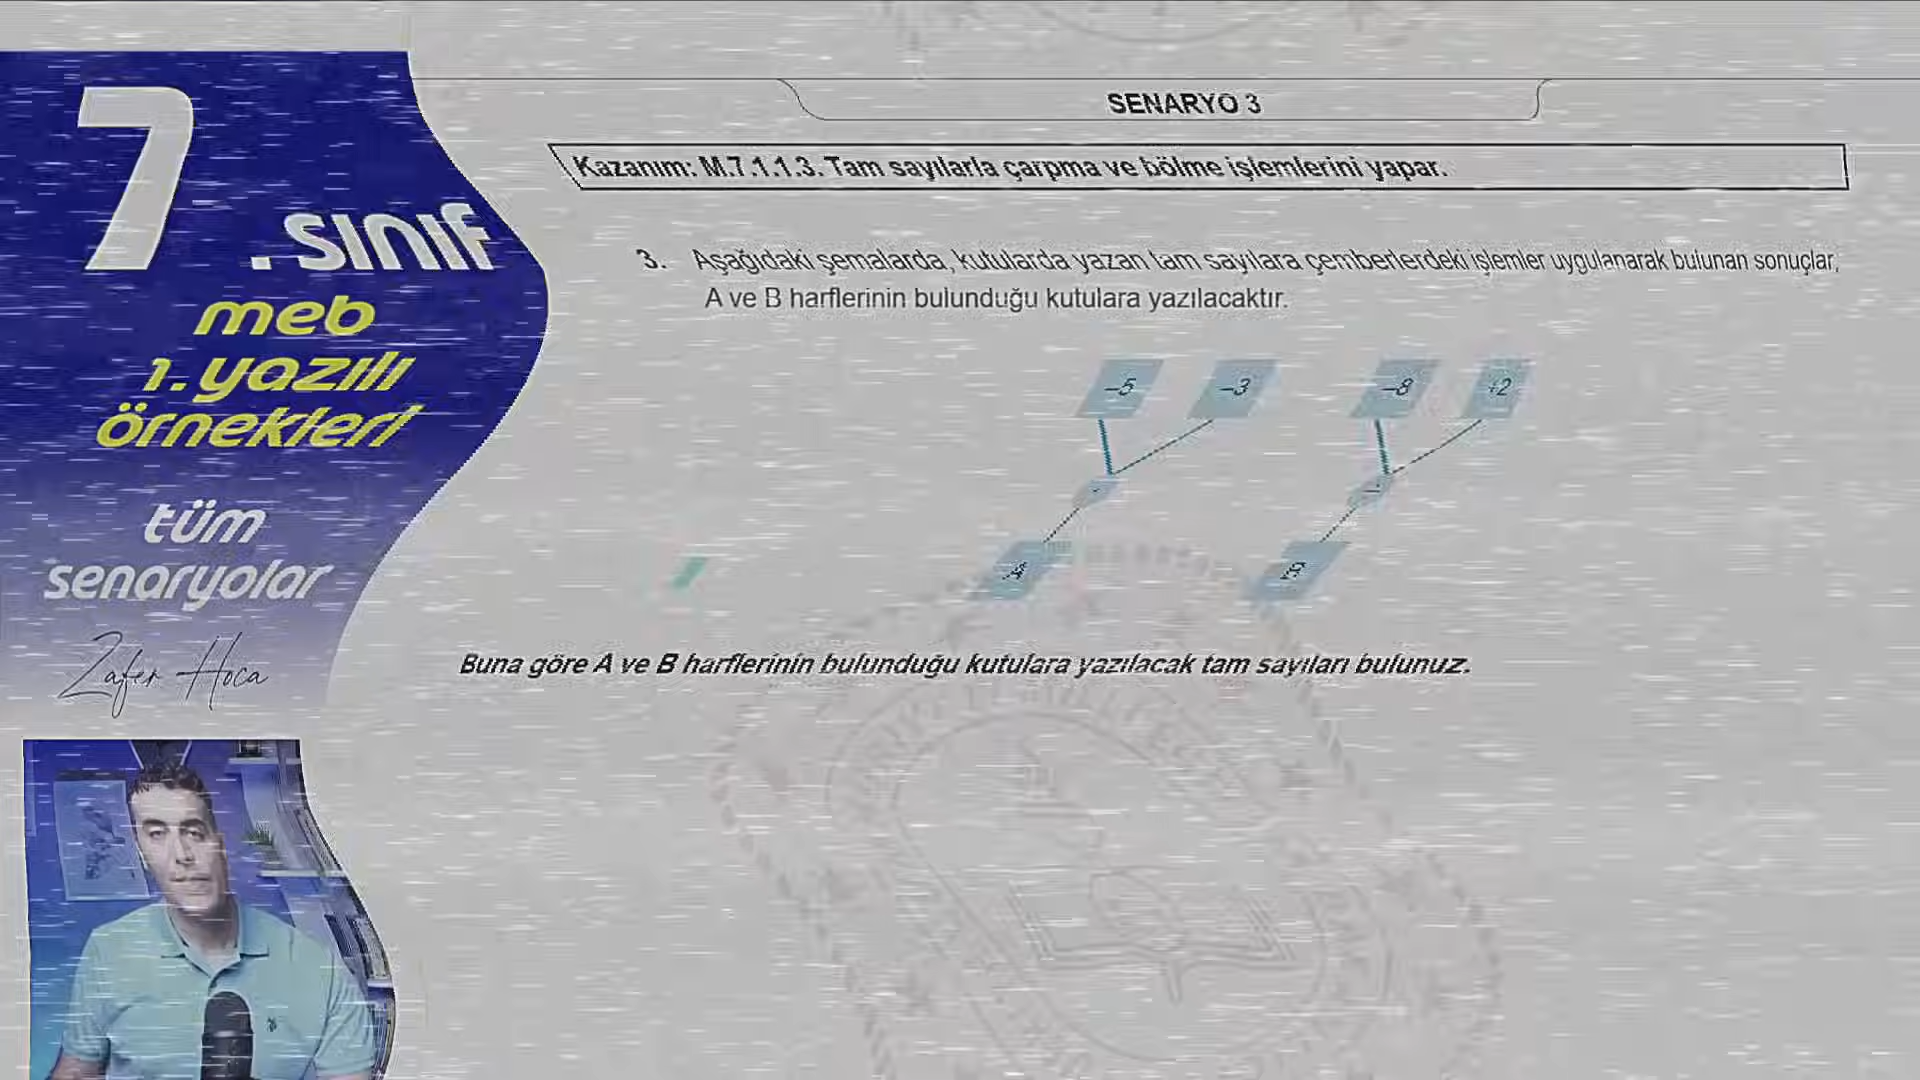 7. SINIF
meb
1. yazılı
örnekleri
tüm
senaryolar
Zafer Hoca
SENARYO 3
Kazanım: M.7.1.1.3. Tam sayılarla çarpma ve bölme işlemlerini yapar.
3. Aşağıdaki şemalarda, kutularda yazan tam sayılara çemberlerdeki işlemler uygulanarak bulunan sonuçlar,
A ve B harflerinin bulunduğu kutulara yazılacaktır.
–5 –3 –8 +2
A B
Buna göre A ve B harflerinin bulunduğu kutulara yazılacak tam sayıları bulunuz.